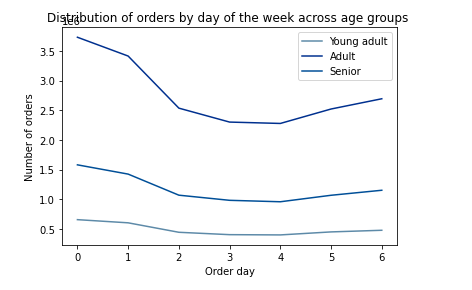 Distribution of orders by day of the week across age groups
1e6
Young adult
Adult
Senior
3.5
3.0
2.5
2.0
1.5
1.0
0.5
Number of orders
0 1 2 3 4 5 6
Order day